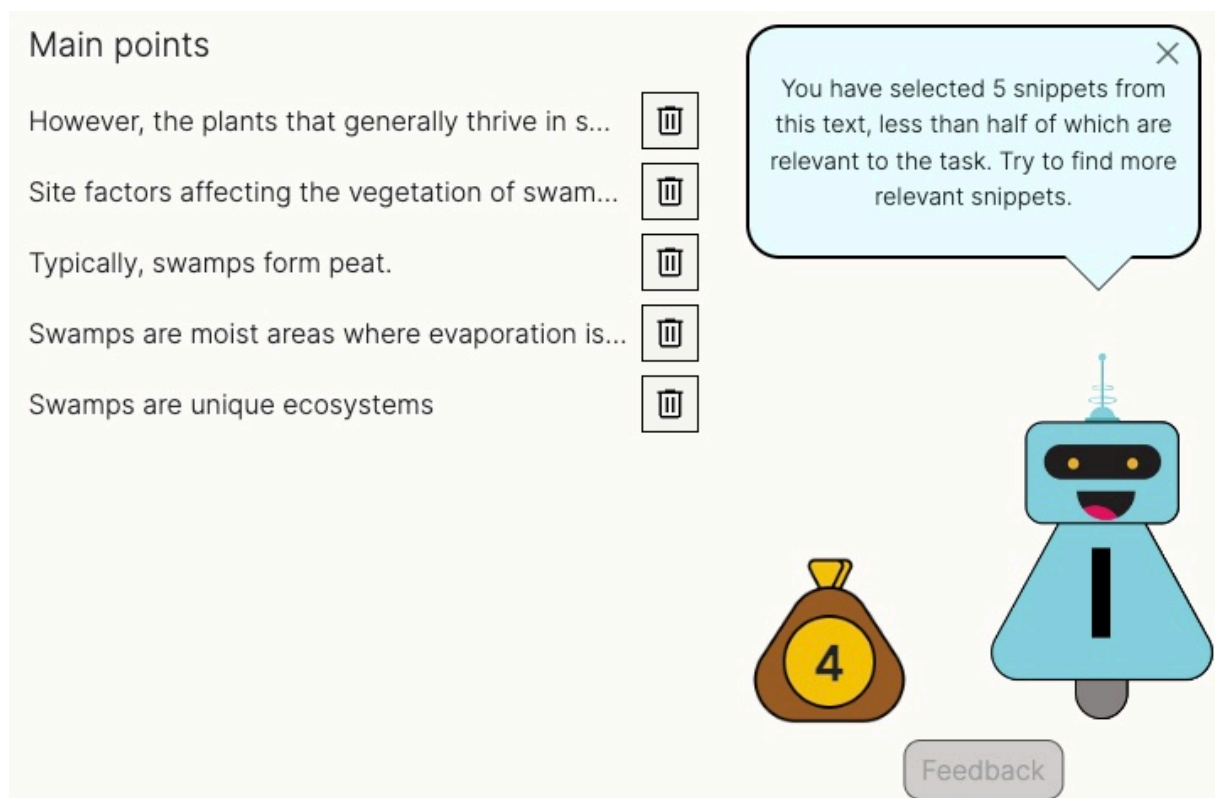 Main points
However, the plants that generally thrive in s...
Site factors affecting the vegetation of swam...
Typically, swamps form peat.
Swamps are moist areas where evaporation is...
Swamps are unique ecosystems
You have selected 5 snippets from
this text, less than half of which are
relevant to the task. Try to find more
relevant snippets.
I
4
Feedback